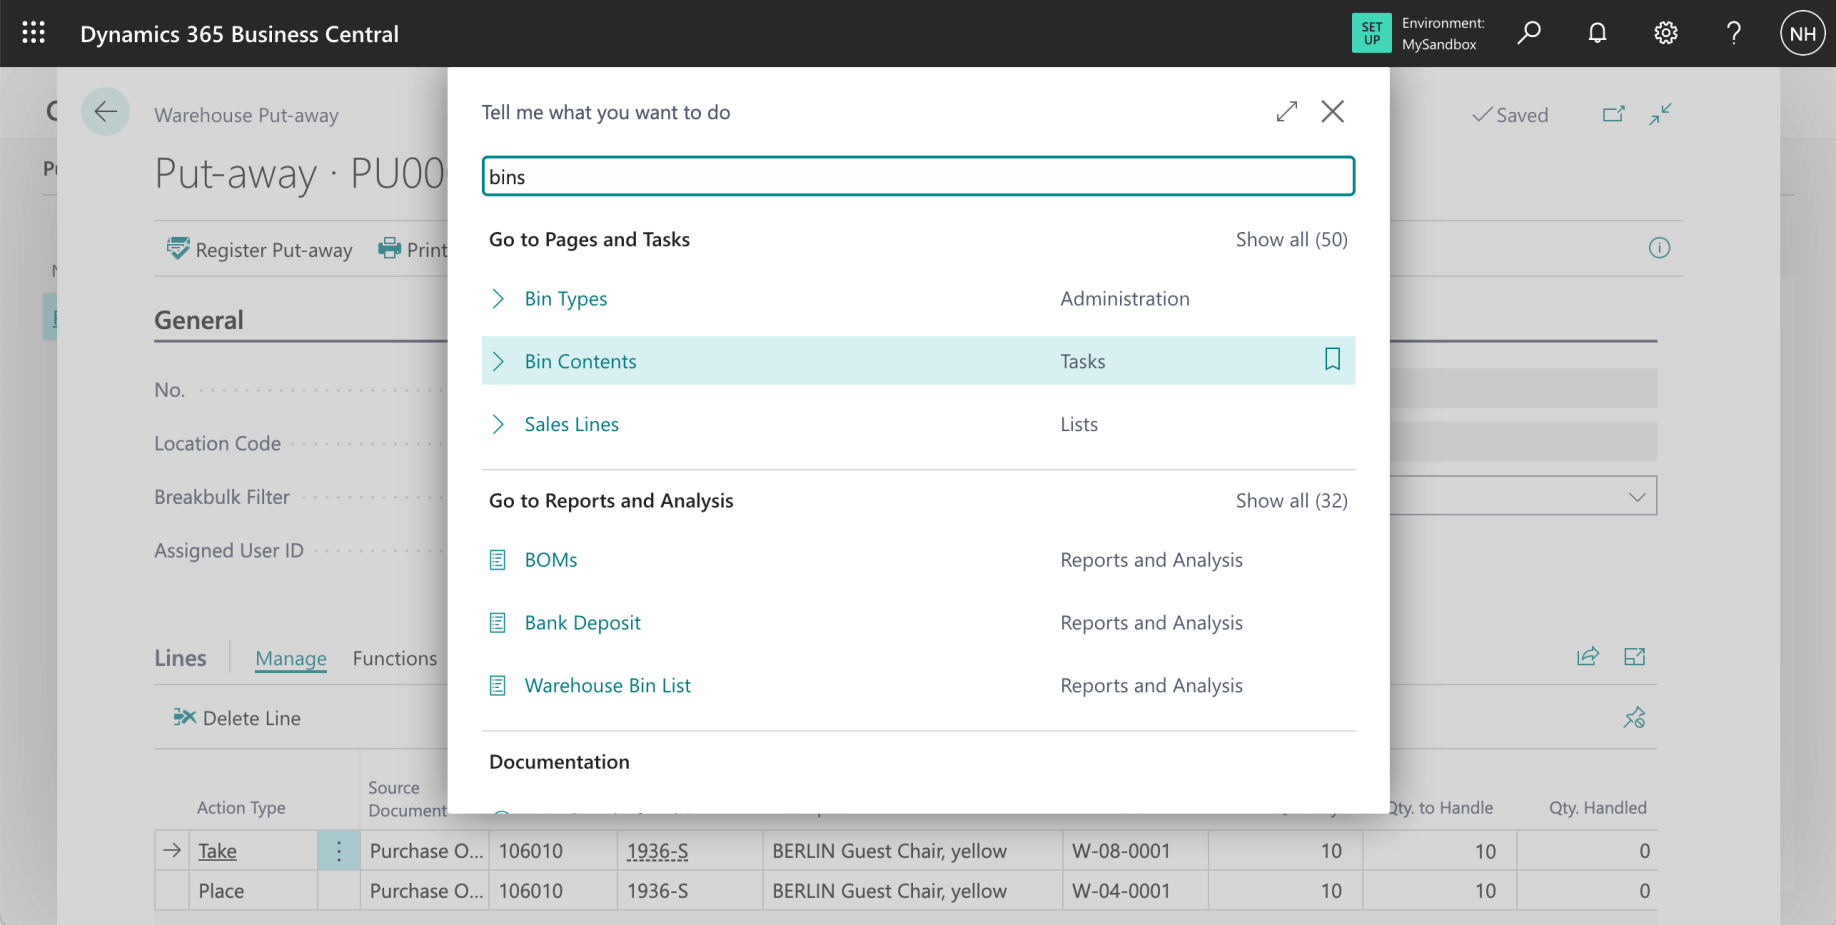 Dynamics 365 Business Central
SET UP
Environment:
MySandbox
NH
Warehouse Put-away
Saved
Put-away · PU00
Register Put-away
Print
General
No.
Location Code
Breakbulk Filter
Assigned User ID
Tell me what you want to do
bins
Go to Pages and Tasks Show all (50)
Bin Types Administration
Bin Contents Tasks
Sales Lines Lists
Go to Reports and Analysis Show all (32)
BOMs Reports and Analysis
Bank Deposit Reports and Analysis
Warehouse Bin List Reports and Analysis
Documentation
Lines Manage Functions
Delete Line
Action Type Source Document Qty. to Handle Qty. Handled
Take Purchase O... 106010 1936-S BERLIN Guest Chair, yellow W-08-0001 10 10 0
Place Purchase O... 106010 1936-S BERLIN Guest Chair, yellow W-04-0001 10 10 0